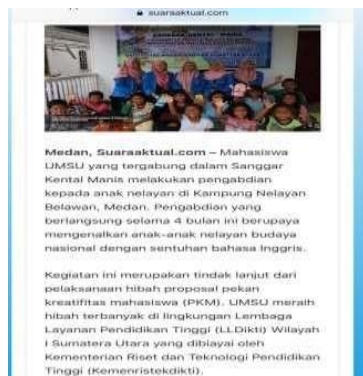 suaraaktual.com
Medan, Suaraaktual.com – Mahasiswa
UMSU yang tergabung dalam Sanggar
Kental Manis melakukan pengabdian
kepada anak nelayan di Kampung Nelayan
Belawan, Medan. Pengabdian yang
berlangsung selama 4 bulan ini berupaya
mengenalkan anak-anak nelayan budaya
nasional dengan sentuhan bahasa Inggris.
Kegiatan ini merupakan tindak lanjut dari
pelaksanaan hibah proposal pekan
kreatifitas mahasiswa (PKM). UMSU meraih
hibah terbanyak di lingkungan Lembaga
Layanan Pendidikan Tinggi (LLDikti) Wilayah
I Sumatera Utara yang dibiayai oleh
Kementerian Riset dan Teknologi Pendidikan
Tinggi (Kemenristekdikti).